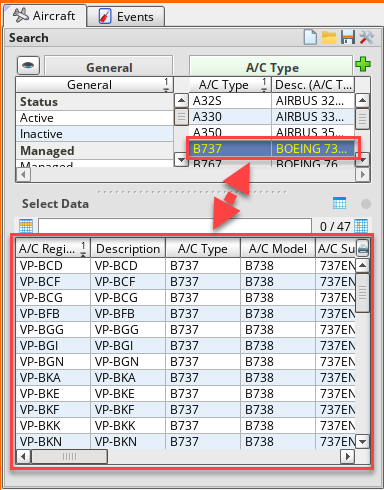 Aircraft Events
Search
General A/C Type
General 1 A/C Type 1 Desc. (A/C T...
Status A32S AIRBUS 32...
Active A330 AIRBUS 33...
Inactive A350 AIRBUS 35...
Managed B737 BOEING 73...
Managed B767 BOEING 76
Select Data
0 / 47
A/C Regi... 1 Description A/C Type A/C Model A/C Su
VP-BCD VP-BCD B737 B738 737EN
VP-BCF VP-BCF B737 B738 737EN
VP-BCG VP-BCG B737 B738 737EN
VP-BFB VP-BFB B737 B738 737EN
VP-BGG VP-BGG B737 B738 737EN
VP-BGI VP-BGI B737 B738 737EN
VP-BGN VP-BGN B737 B738 737EN
VP-BKA VP-BKA B737 B738 737EN
VP-BKE VP-BKE B737 B738 737EN
VP-BKF VP-BKF B737 B738 737EN
VP-BKK VP-BKK B737 B738 737EN
VP-BKN VP-BKN B737 B738 737EN